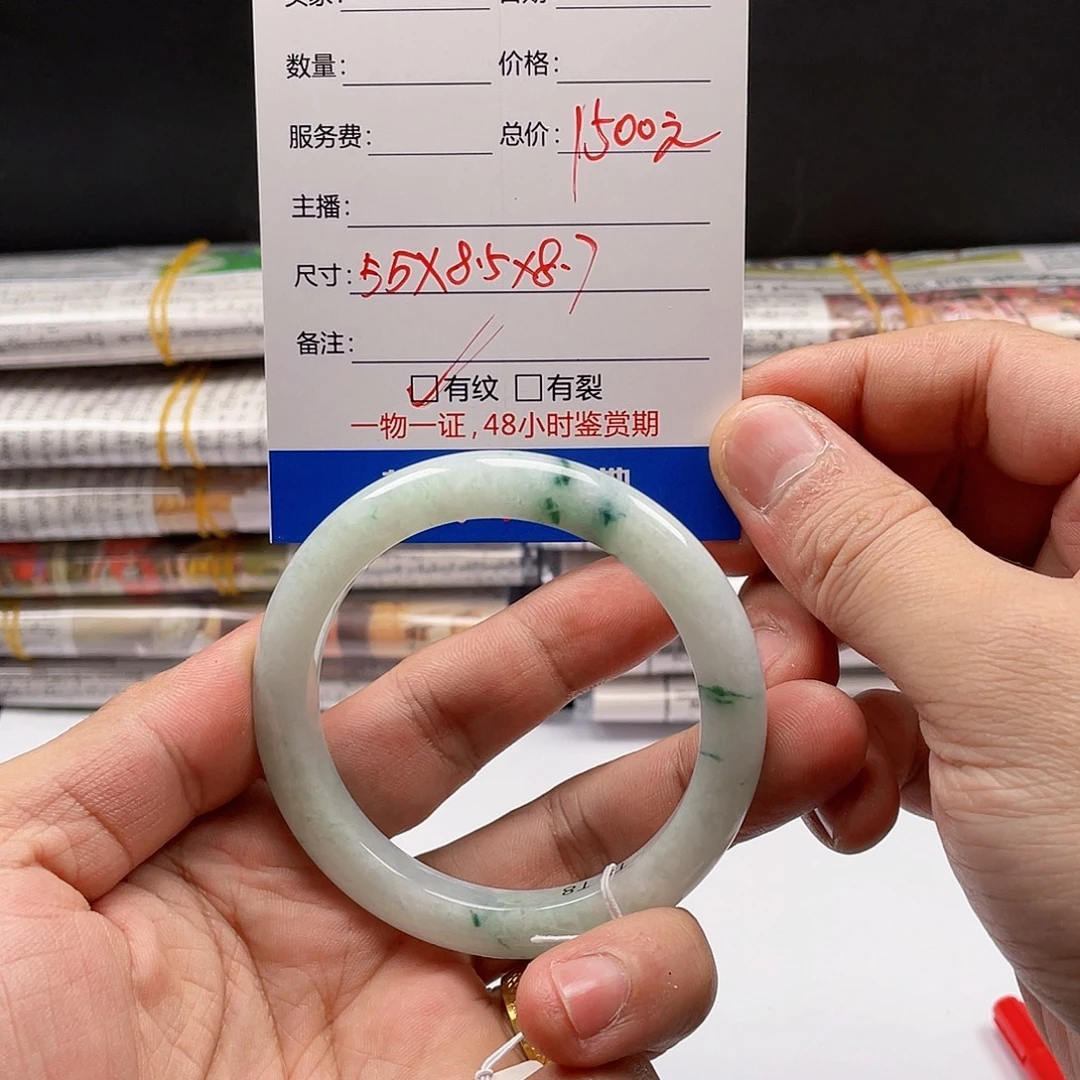 数量： 价格：
服务费： 总价：1500元
主播：
尺寸：55X8.5X8.7
备注：
☑有纹 □有裂
一物一证，48小时鉴赏期
T8